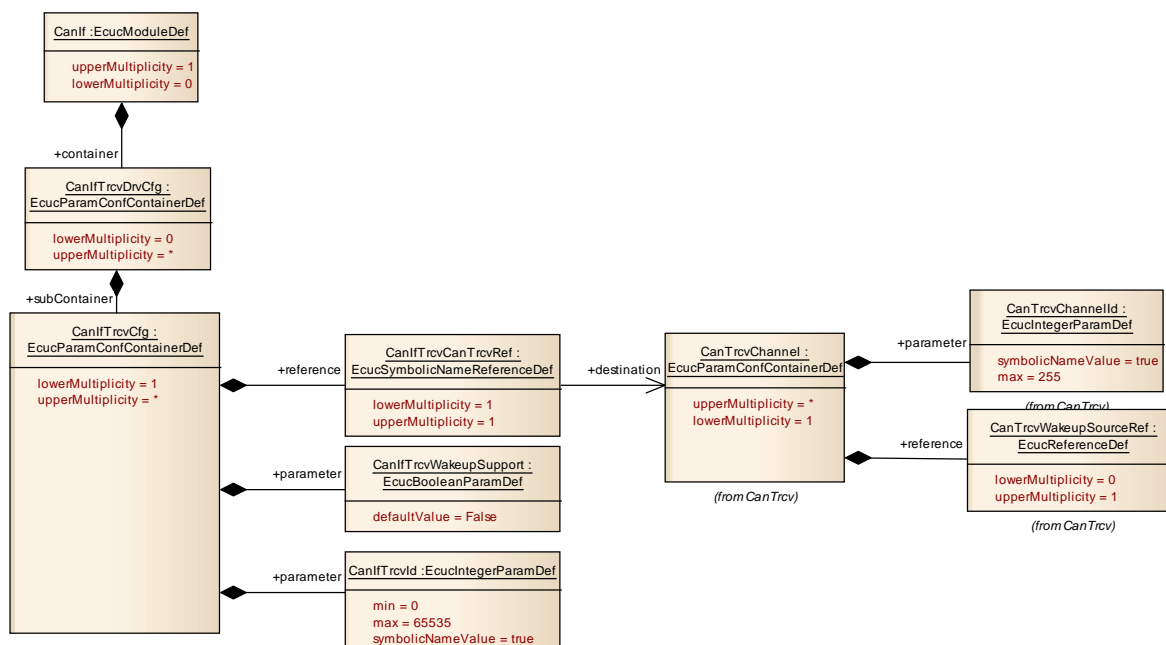 CanIf :EcucModuleDef
upperMultiplicity = 1
lowerMultiplicity = 0
+container
CanIfTrcvDrvCfg :
EcucParamConfContainerDef
lowerMultiplicity = 0
upperMultiplicity = *
+subContainer
CanIfTrcvCfg :
EcucParamConfContainerDef
lowerMultiplicity = 1
upperMultiplicity = *
+reference
CanIfTrcvCanTrcvRef :
EcucSymbolicNameReferenceDef
lowerMultiplicity = 1
upperMultiplicity = 1
+destination
CanTrcvChannel :
EcucParamConfContainerDef
upperMultiplicity = *
lowerMultiplicity = 1
(from CanTrcv)
+parameter
CanTrcvChannelId :
EcucIntegerParamDef
symbolicNameValue = true
max = 255
(from CanTrcv)
+reference
CanTrcvWakeupSourceRef :
EcucReferenceDef
lowerMultiplicity = 0
upperMultiplicity = 1
(from CanTrcv)
+parameter
CanIfTrcvWakeupSupport :
EcucBooleanParamDef
defaultValue = False
+parameter
CanIfTrcvId :EcucIntegerParamDef
min = 0
max = 65535
symbolicNameValue = true